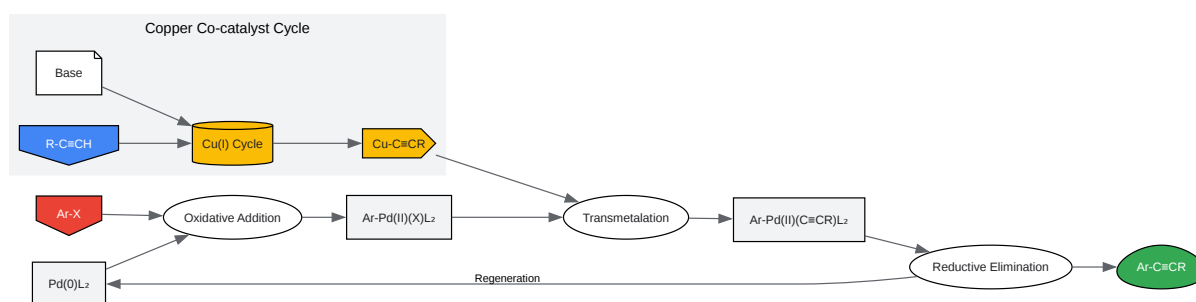 Copper Co-catalyst Cycle
Base
R-C≡CH
Cu(I) Cycle
Cu-C≡CR
Ar-X
Oxidative Addition
Ar-Pd(II)(X)L₂
Transmetalation
Ar-Pd(II)(C≡CR)L₂
Reductive Elimination
Ar-C≡CR
Pd(0)L₂
Regeneration